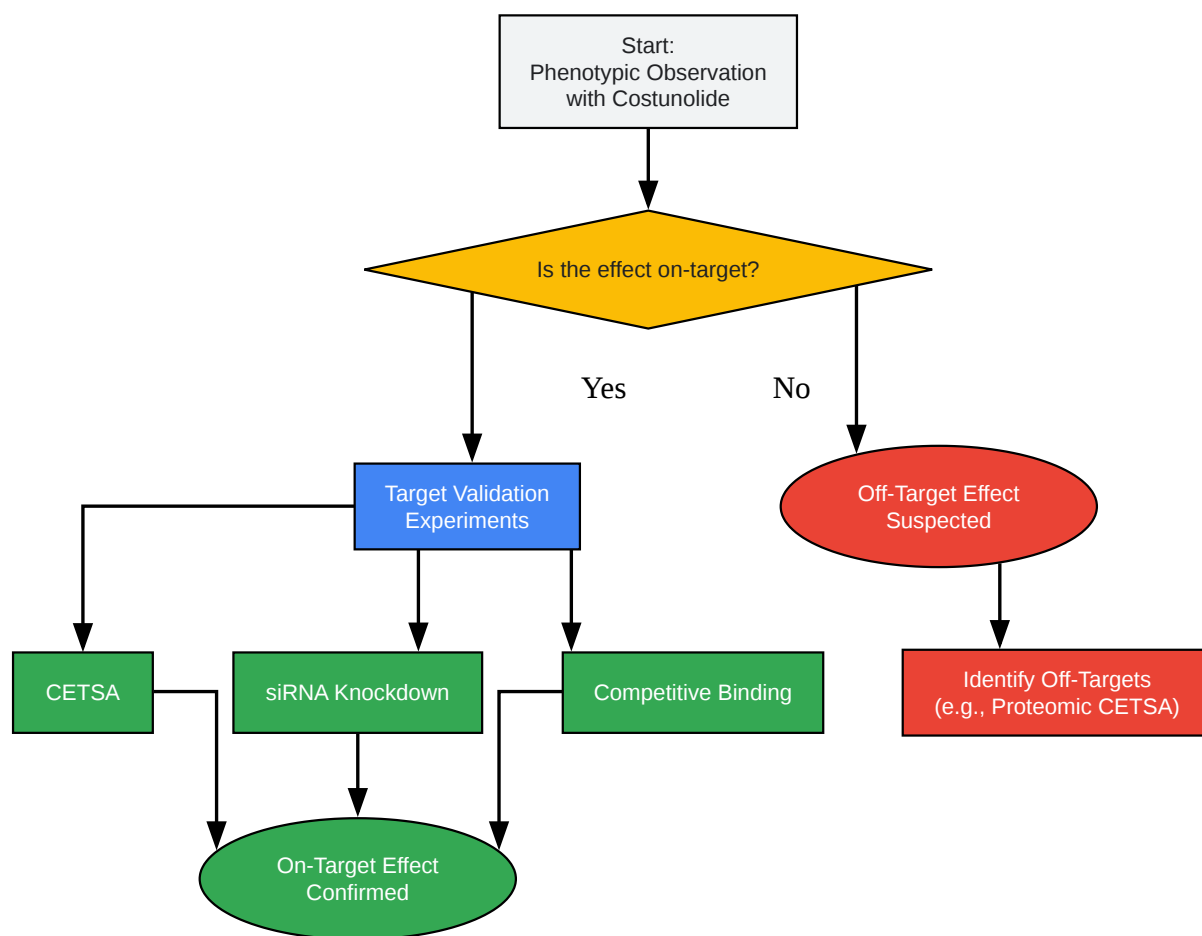 Start:
Phenotypic Observation
with Costunolide
Is the effect on-target?
Yes
No
Target Validation
Experiments
Off-Target Effect
Suspected
CETSA
siRNA Knockdown
Competitive Binding
Identify Off-Targets
(e.g., Proteomic CETSA)
On-Target Effect
Confirmed